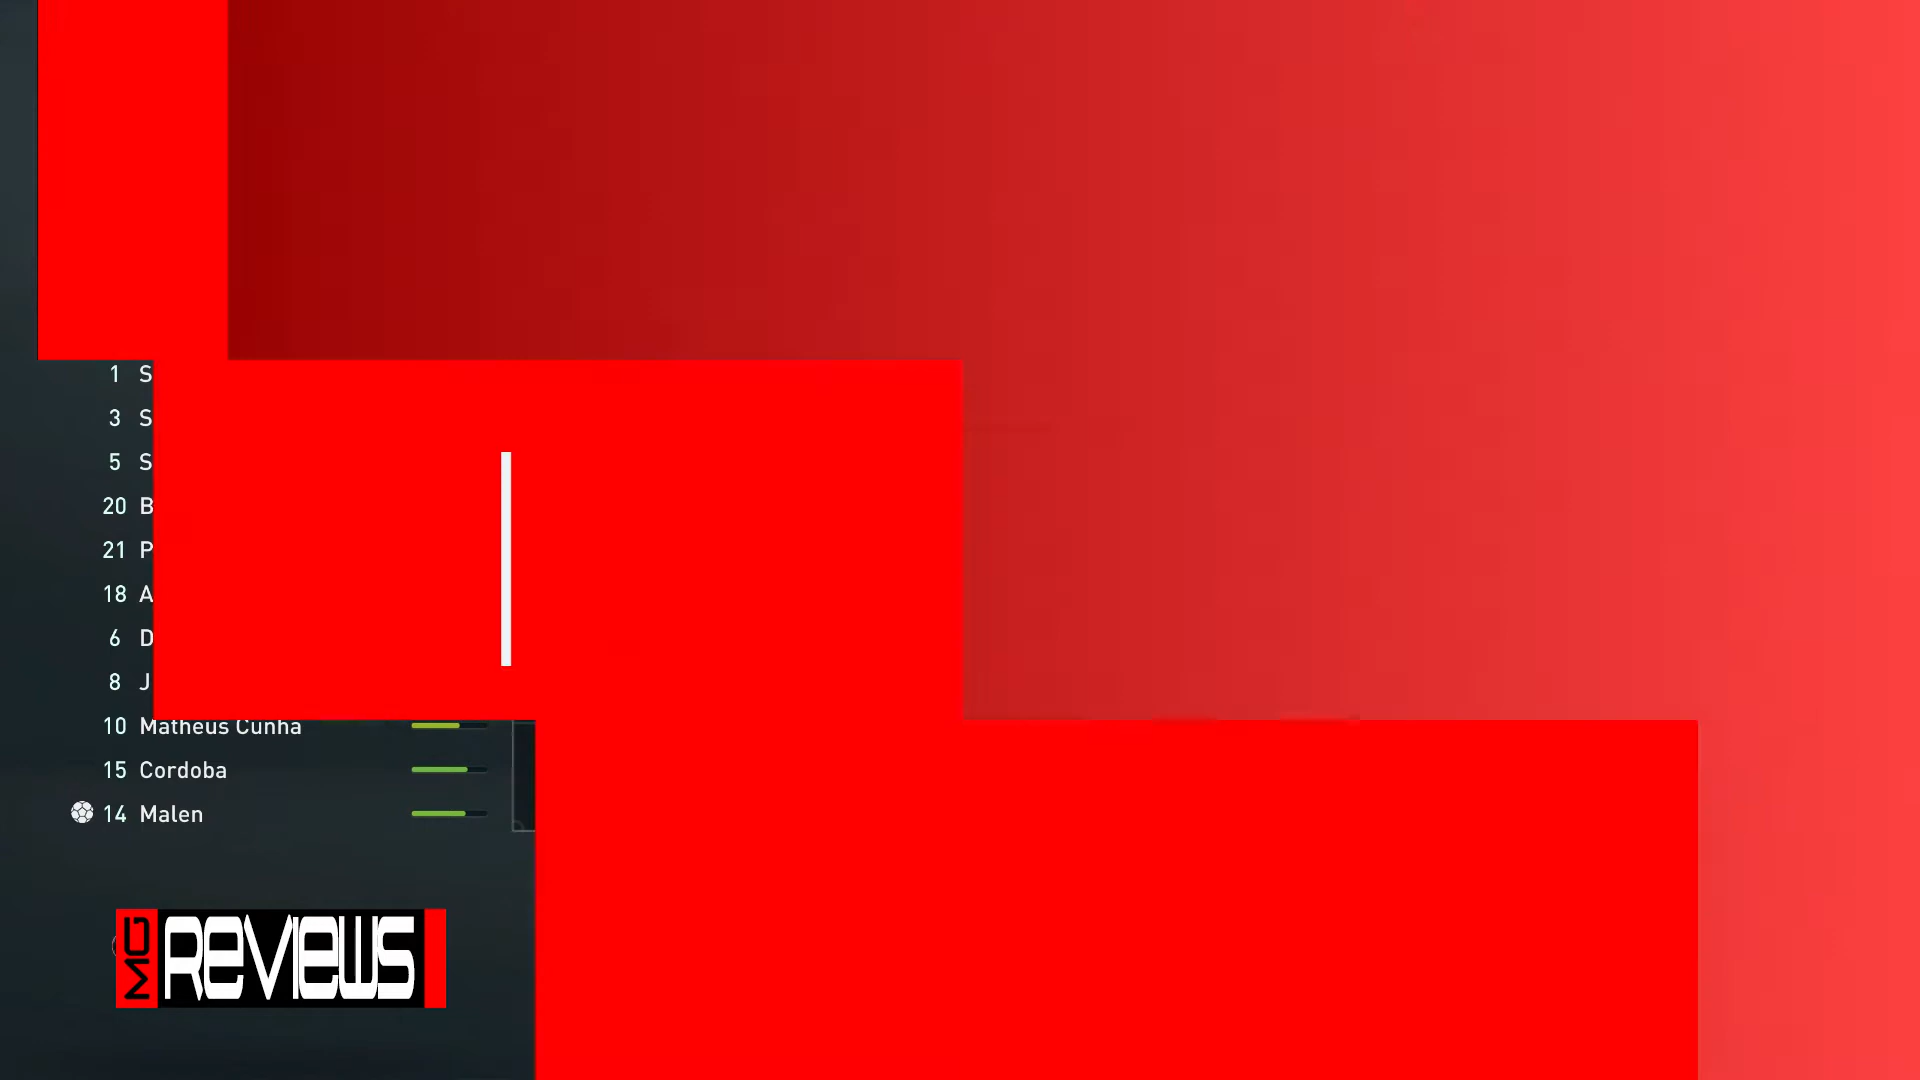 1 S
3 S
5 S
20 B
21 P
18 A
6 D
8 J
10 Matheus Cunha
15 Cordoba
14 Malen
MG REVIEWS